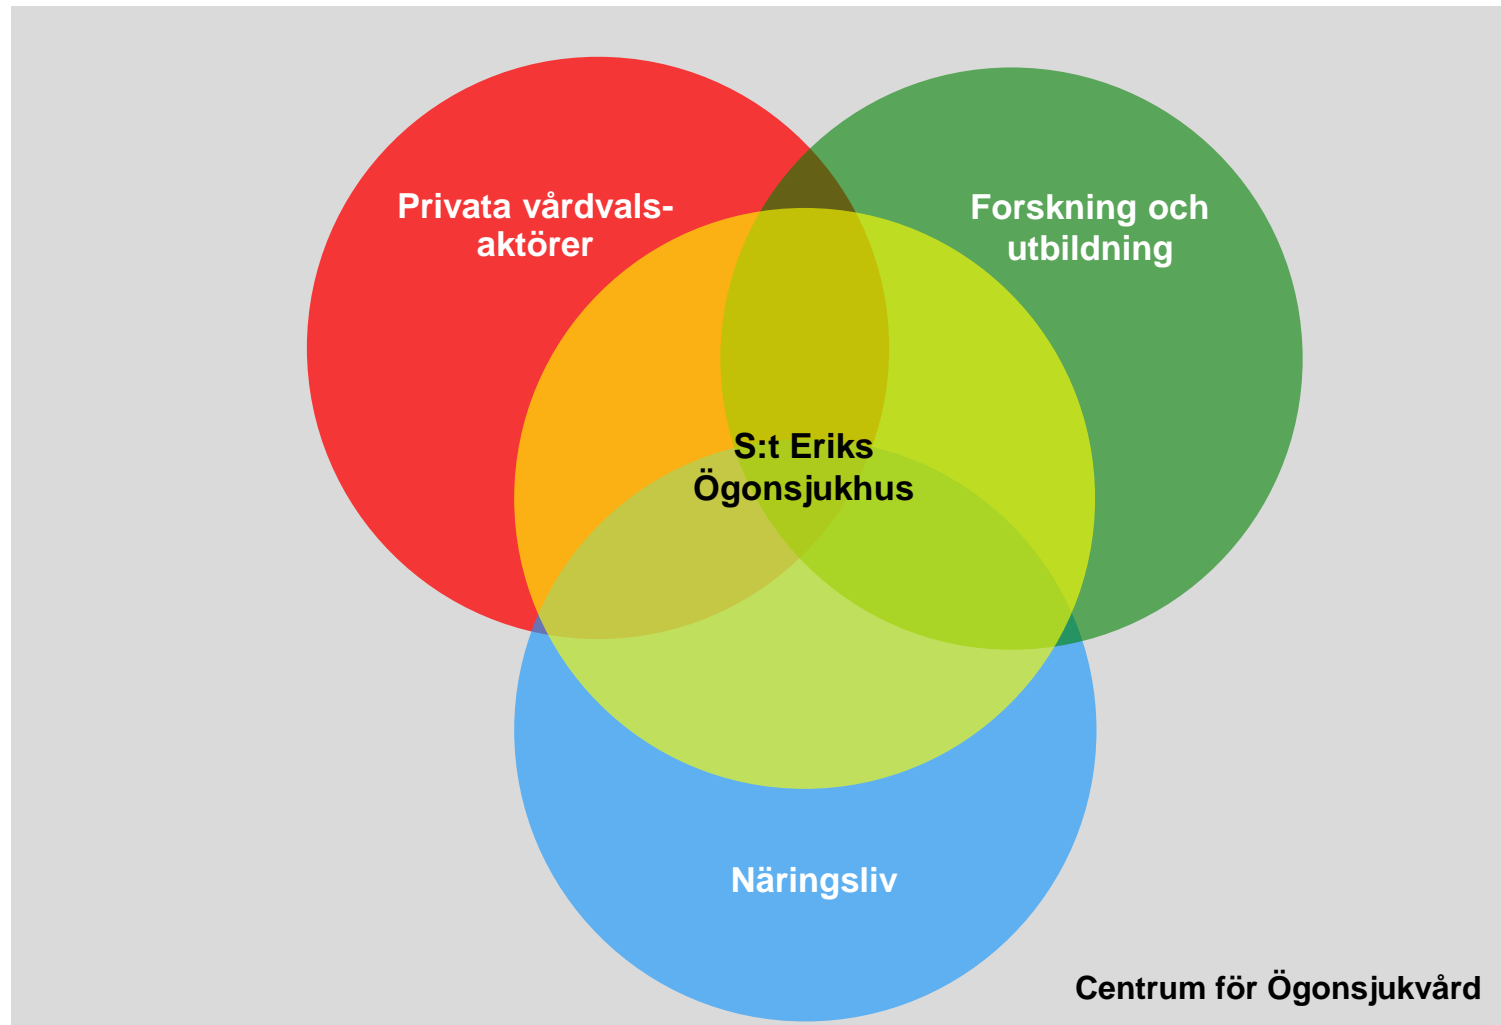 Privata vårdvals-
aktörer
Forskning och
utbildning
S:t Eriks
Ögonsjukhus
Näringsliv
Centrum för Ögonsjukvård